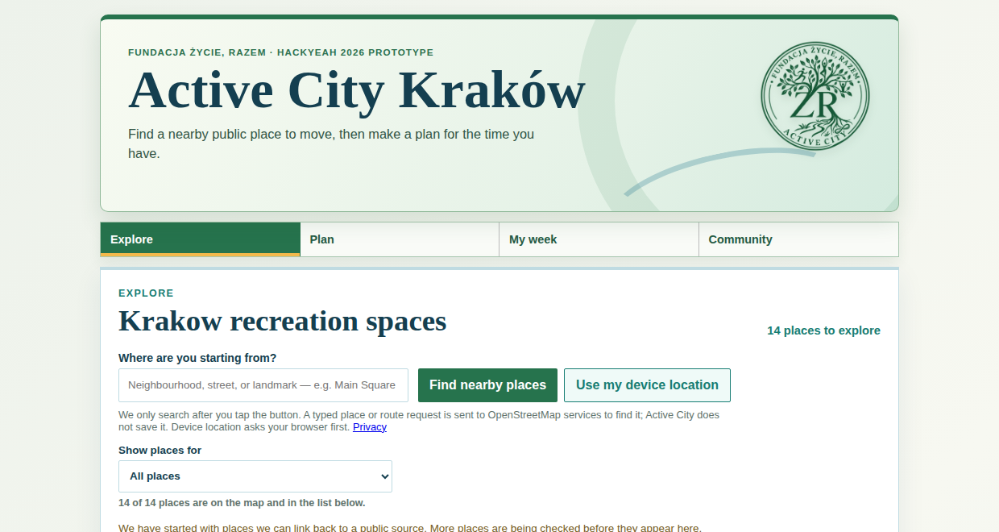 FUNDACJA ŻYCIE, RAZEM · HACKYEAH 2026 PROTOTYPE
Active City Kraków
Find a nearby public place to move, then make a plan for the time you
have.
FUNDACJA ŻYCIE, RAZEM
ZR
ACTIVE CITY
Explore
Plan
My week
Community
EXPLORE
Krakow recreation spaces
14 places to explore
Where are you starting from?
Neighbourhood, street, or landmark — e.g. Main Square
Find nearby places
Use my device location
We only search after you tap the button. A typed place or route request is sent to OpenStreetMap services to find it; Active City does
not save it. Device location asks your browser first. Privacy
Show places for
All places
14 of 14 places are on the map and in the list below.
We have started with places we can link back to a public source. More places are being checked before they appear here.